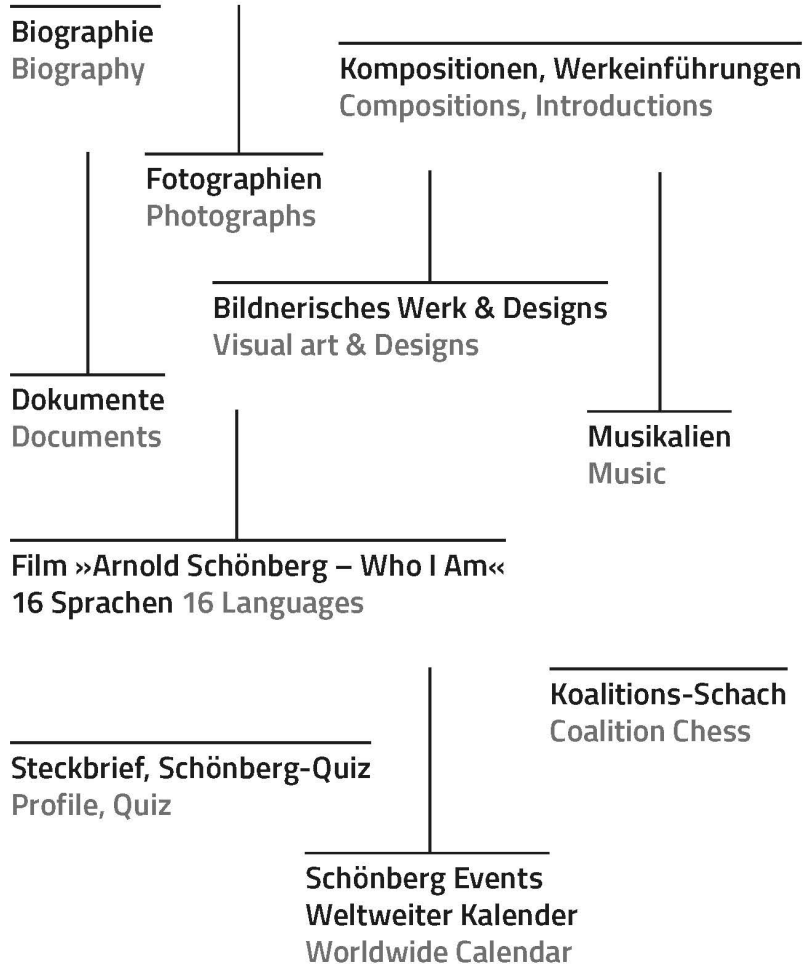 Biographie
Biography
Kompositionen, Werkeinführungen
Compositions, Introductions
Fotographien
Photographs
Bildnerisches Werk & Designs
Visual art & Designs
Dokumente
Documents
Musikalien
Music
Film »Arnold Schönberg – Who I Am«
16 Sprachen 16 Languages
Koalitions-Schach
Coalition Chess
Steckbrief, Schönberg-Quiz
Profile, Quiz
Schönberg Events
Weltweiter Kalender
Worldwide Calendar